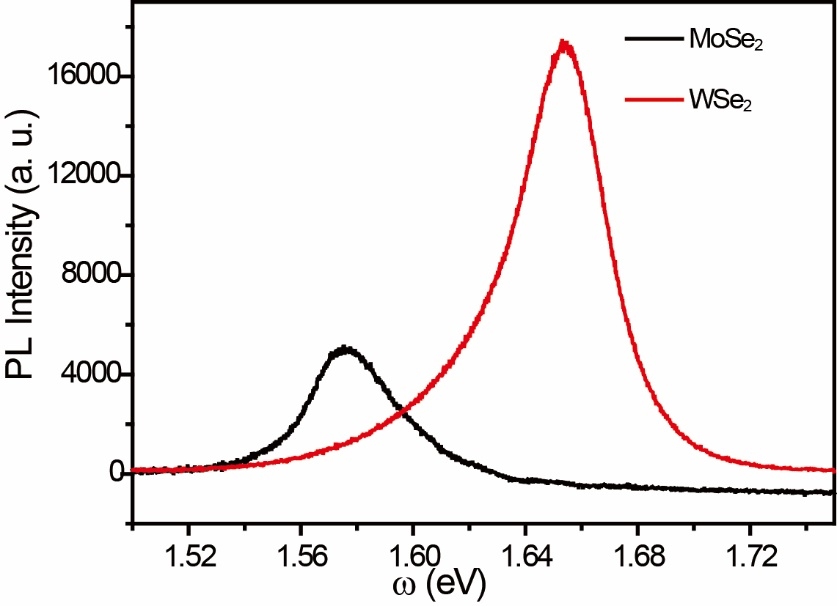 MoSe₂
WSe₂
PL Intensity (a. u.)
16000
12000
8000
4000
0
1.52 1.56 1.60 1.64 1.68 1.72
ω (eV)